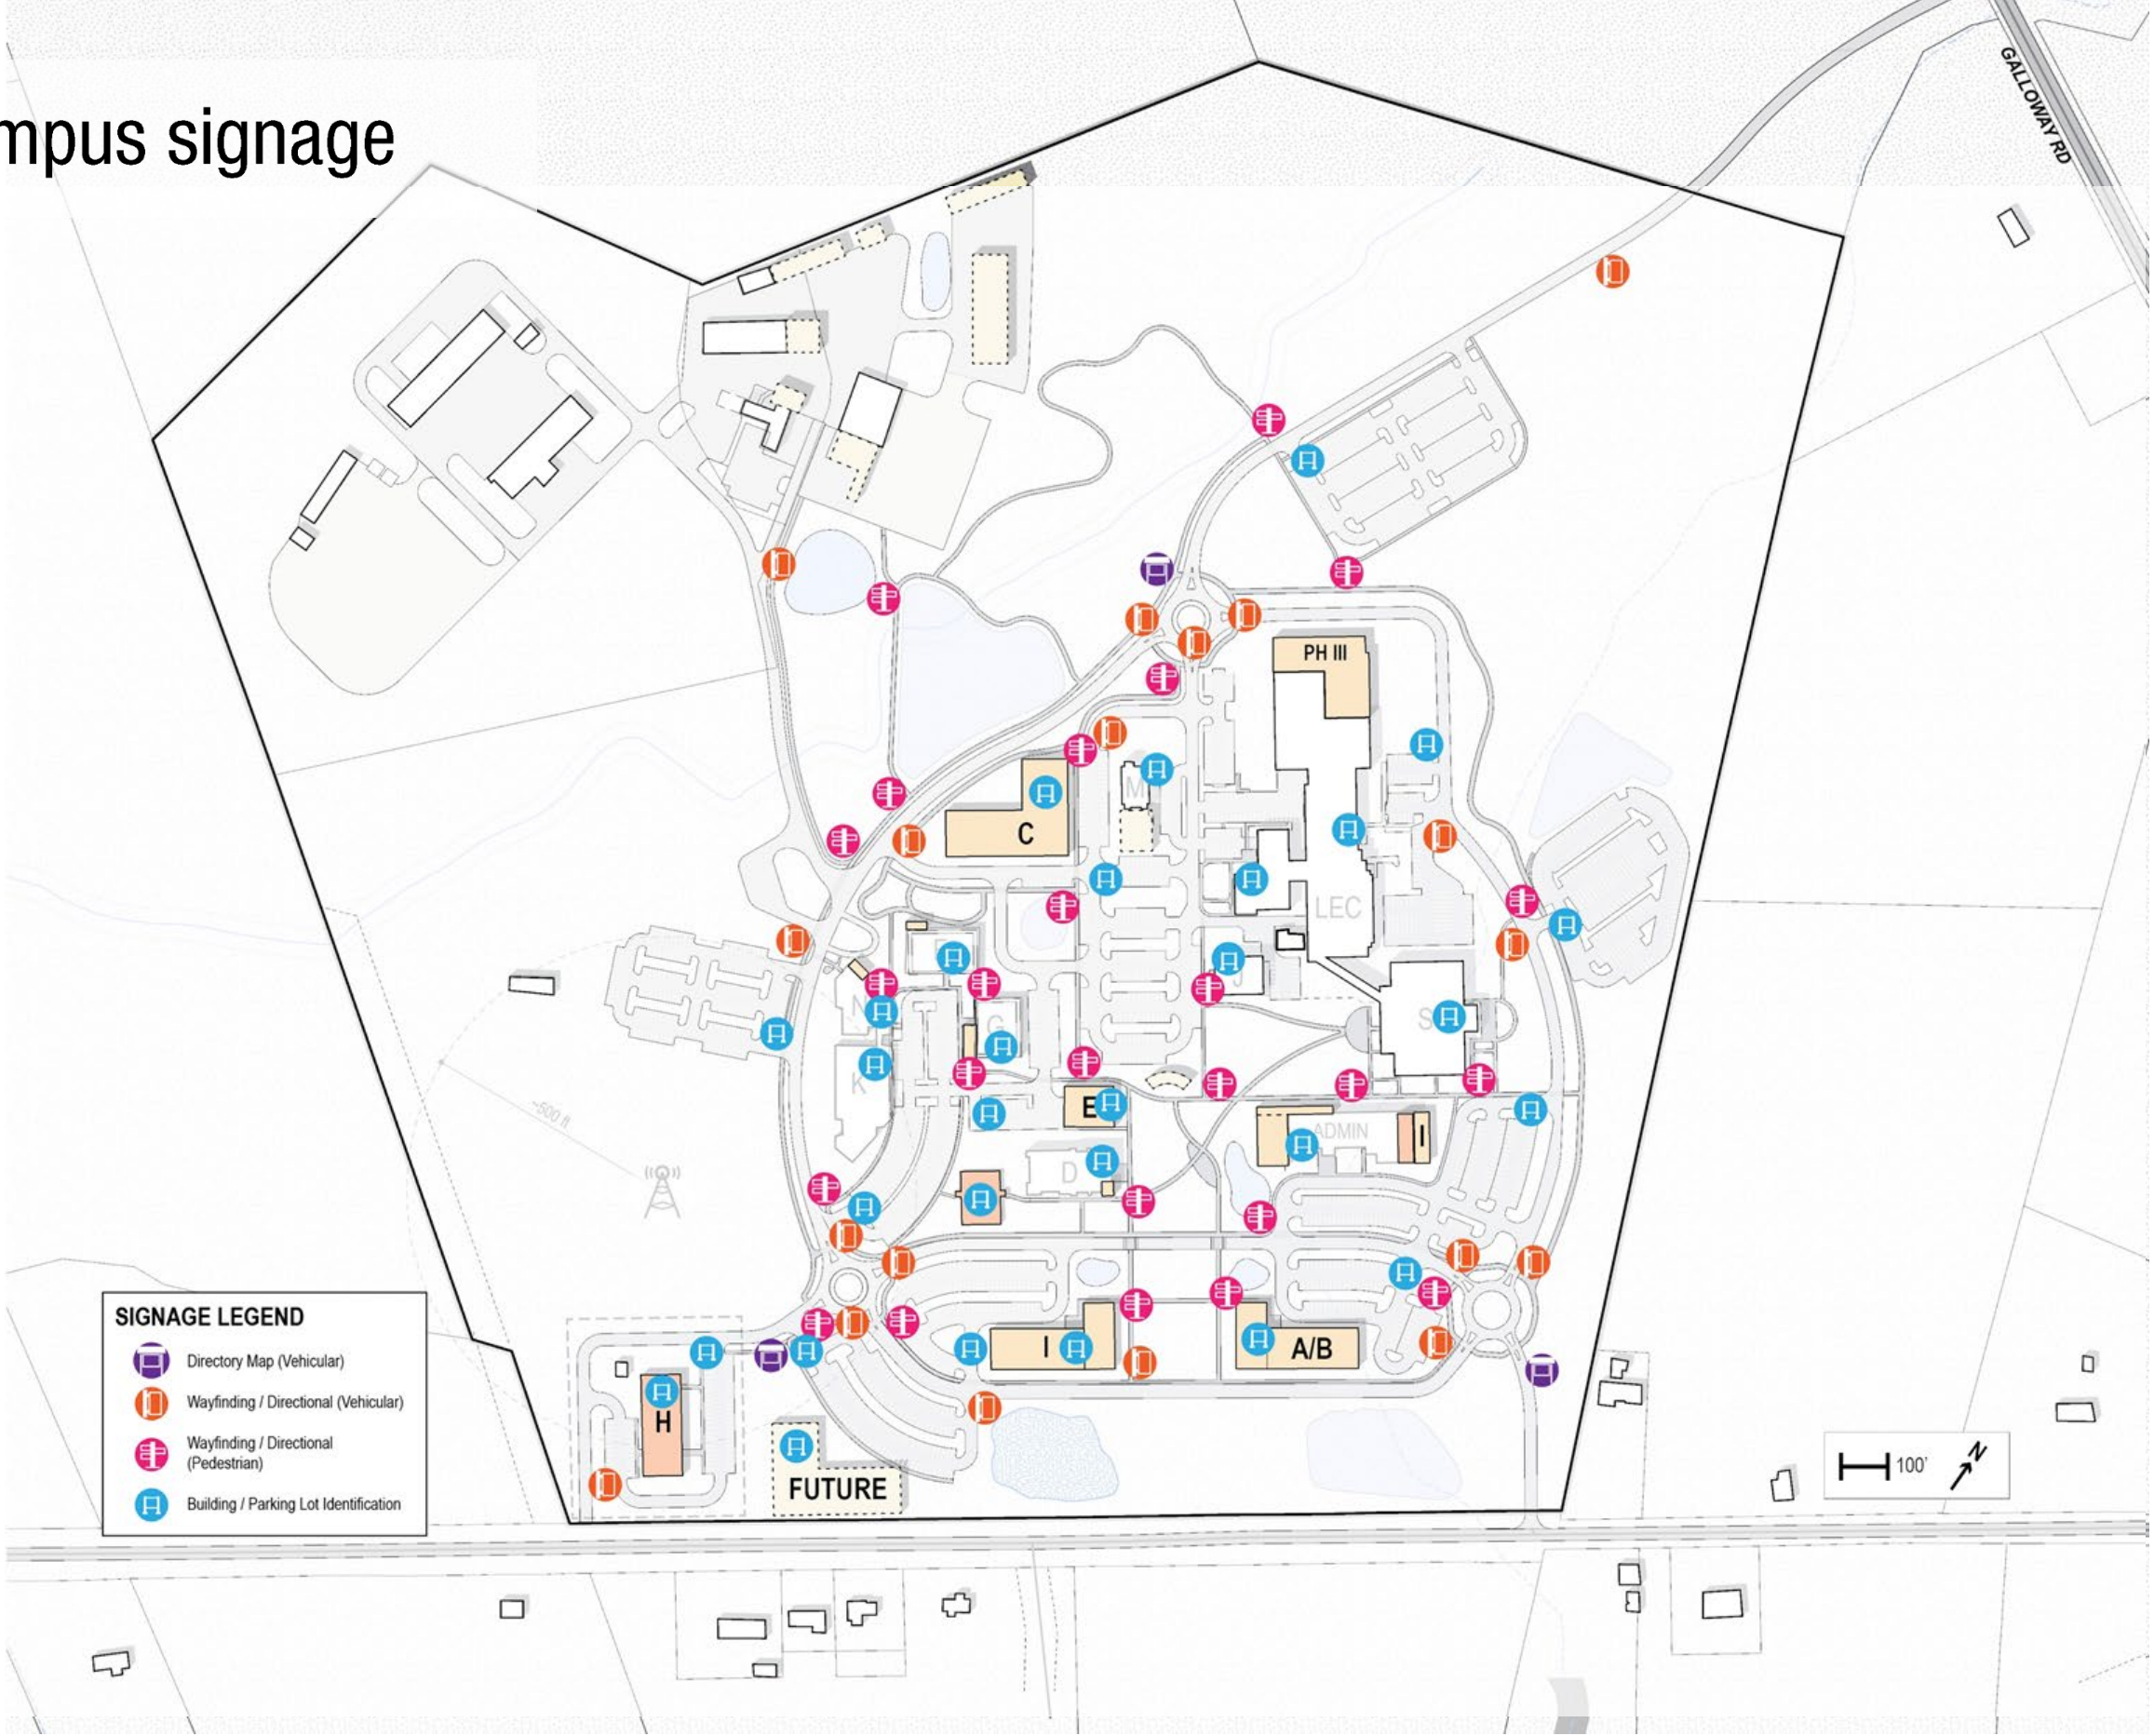 mpus signage
GALLOWAY RD
PH III
M
C
LEC
J
N
G
S
K
E
ADMIN
I
D
~500 ft
I
A/B
H
FUTURE
SIGNAGE LEGEND
Directory Map (Vehicular)
Wayfinding / Directional (Vehicular)
Wayfinding / Directional
(Pedestrian)
Building / Parking Lot Identification
100'
N